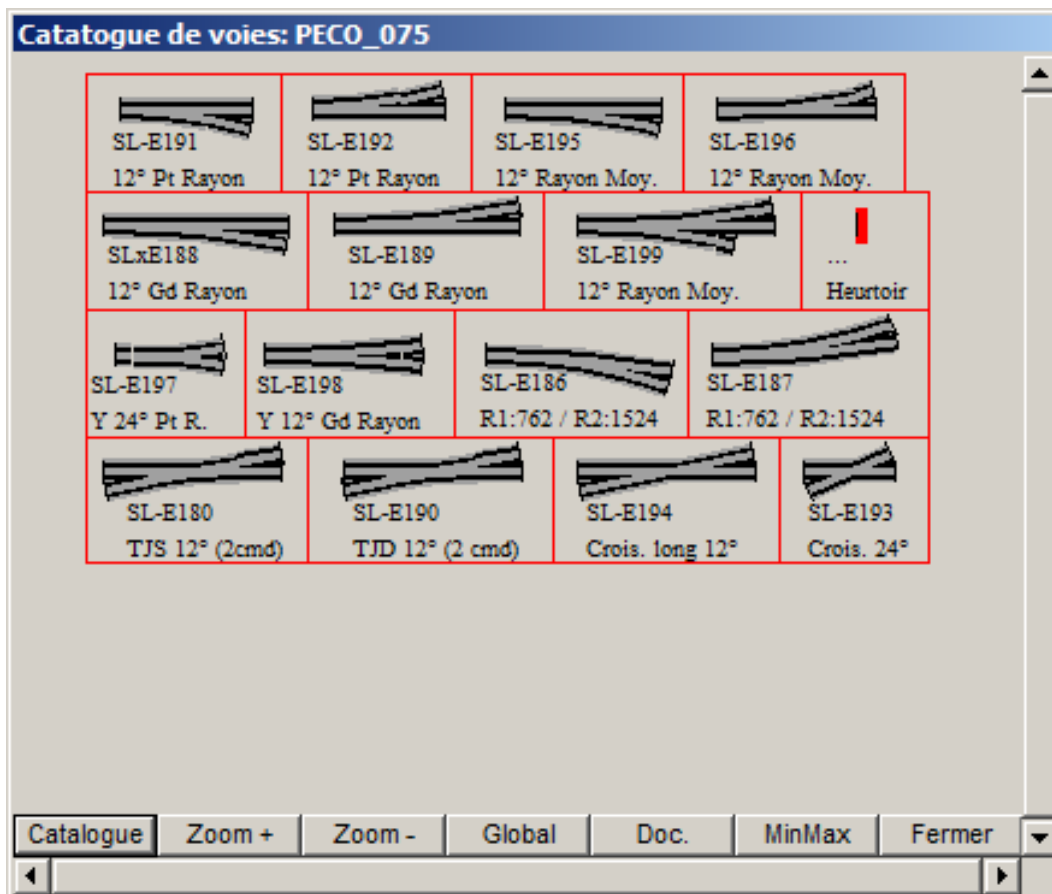 Catatogue de voies: PECO_075
SL-E191 SL-E192 SL-E195 SL-E196
12° Pt Rayon 12° Pt Rayon 12° Rayon Moy. 12° Rayon Moy.
SLxE188 SL-E189 SL-E199 ...
12° Gd Rayon 12° Gd Rayon 12° Rayon Moy. Heurtoir
SL-E197 SL-E198 SL-E186 SL-E187
Y 24° Pt R. Y 12° Gd Rayon R1:762 / R2:1524 R1:762 / R2:1524
SL-E180 SL-E190 SL-E194 SL-E193
TJS 12° (2cmd) TJD 12° (2 cmd) Crois. long 12° Crois. 24°
Catalogue Zoom + Zoom - Global Doc. MinMax Fermer